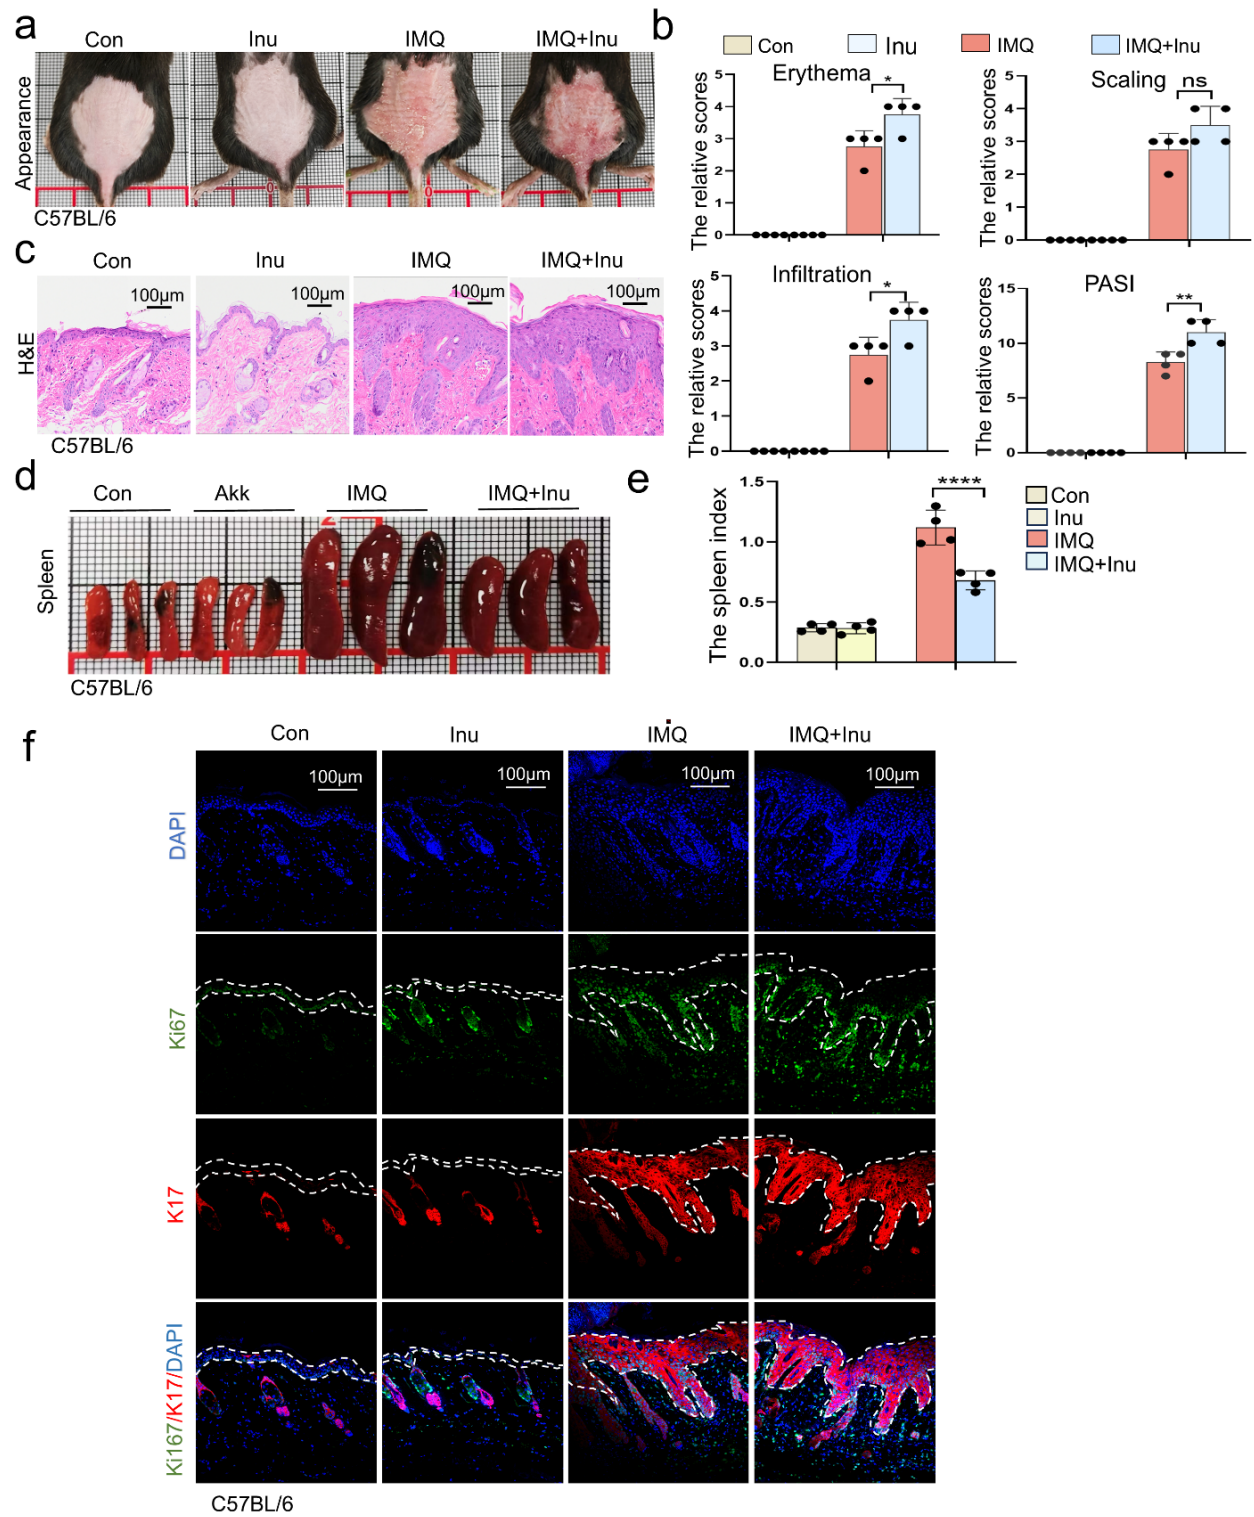 a
Con Inu IMQ IMQ+Inu
Appearance
0
0
C57BL/6
b
Con Inu IMQ IMQ+Inu
Erythema
*
The relative scores
5
4
3
2
1
0
Scaling
ns
The relative scores
5
4
3
2
1
0
Infiltration
*
The relative scores
5
4
3
2
1
0
PASI
**
The relative scores
15
10
5
0
c
Con Inu IMQ IMQ+Inu
100μm 100μm 100μm 100μm
H&E
C57BL/6
d
Con Akk IMQ IMQ+Inu
Spleen
2
C57BL/6
e
****
The spleen index
1.5
1.0
0.5
0.0
Con
Inu
IMQ
IMQ+Inu
f
Con Inu IMQ IMQ+Inu
100μm 100μm 100μm 100μm
DAPI
Ki67
K17
Ki167/K17/DAPI
C57BL/6